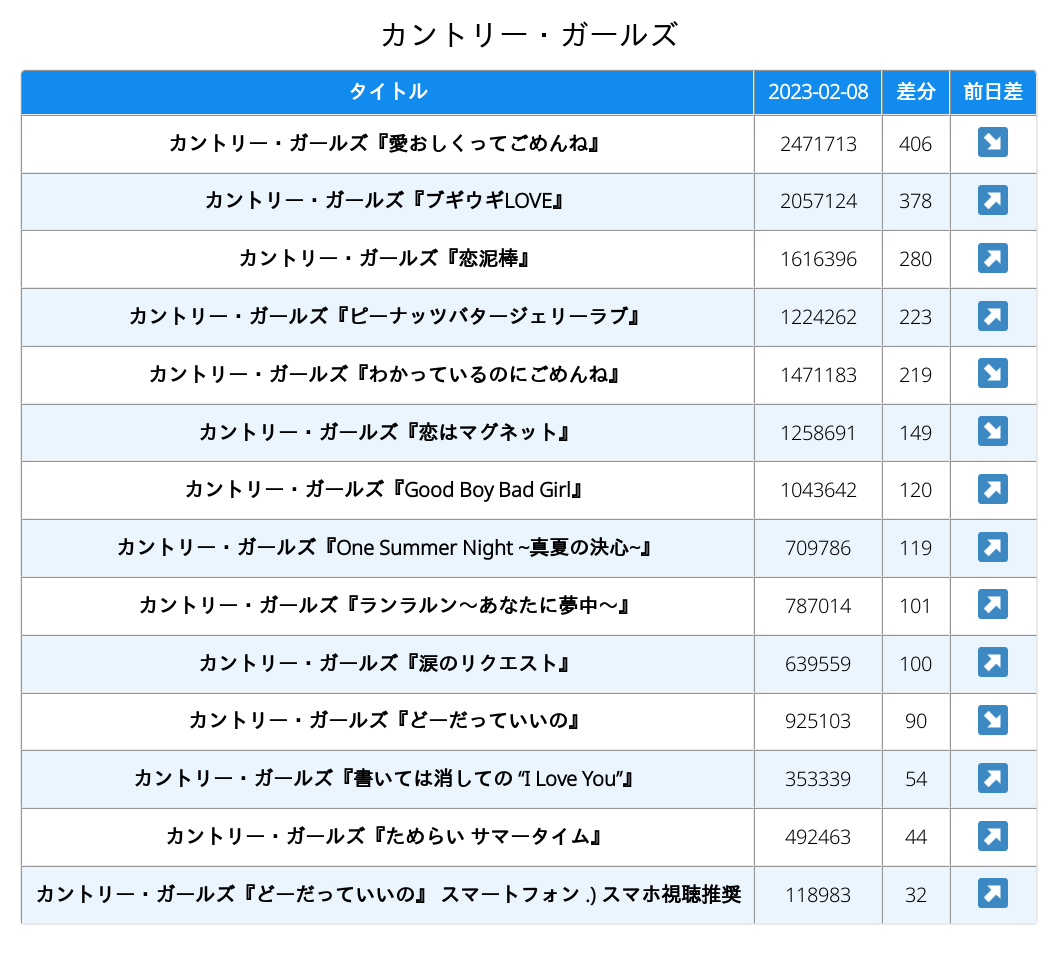 カントリー・ガールズ
タイトル 2023-02-08 差分 前日差
カントリー・ガールズ『愛おしくってごめんね』 2471713 406 ↘
カントリー・ガールズ『ブギウギLOVE』 2057124 378 ↗
カントリー・ガールズ『恋泥棒』 1616396 280 ↗
カントリー・ガールズ『ピーナッツバタージェリーラブ』 1224262 223 ↗
カントリー・ガールズ『わかっているのにごめんね』 1471183 219 ↘
カントリー・ガールズ『恋はマグネット』 1258691 149 ↘
カントリー・ガールズ『Good Boy Bad Girl』 1043642 120 ↗
カントリー・ガールズ『One Summer Night ~真夏の決心~』 709786 119 ↗
カントリー・ガールズ『ランラルン～あなたに夢中～』 787014 101 ↗
カントリー・ガールズ『涙のリクエスト』 639559 100 ↗
カントリー・ガールズ『どーだっていいの』 925103 90 ↘
カントリー・ガールズ『書いては消しての “I Love You”』 353339 54 ↗
カントリー・ガールズ『ためらい サマータイム』 492463 44 ↗
カントリー・ガールズ『どーだっていいの』 スマートフォン .) スマホ視聴推奨 118983 32 ↗